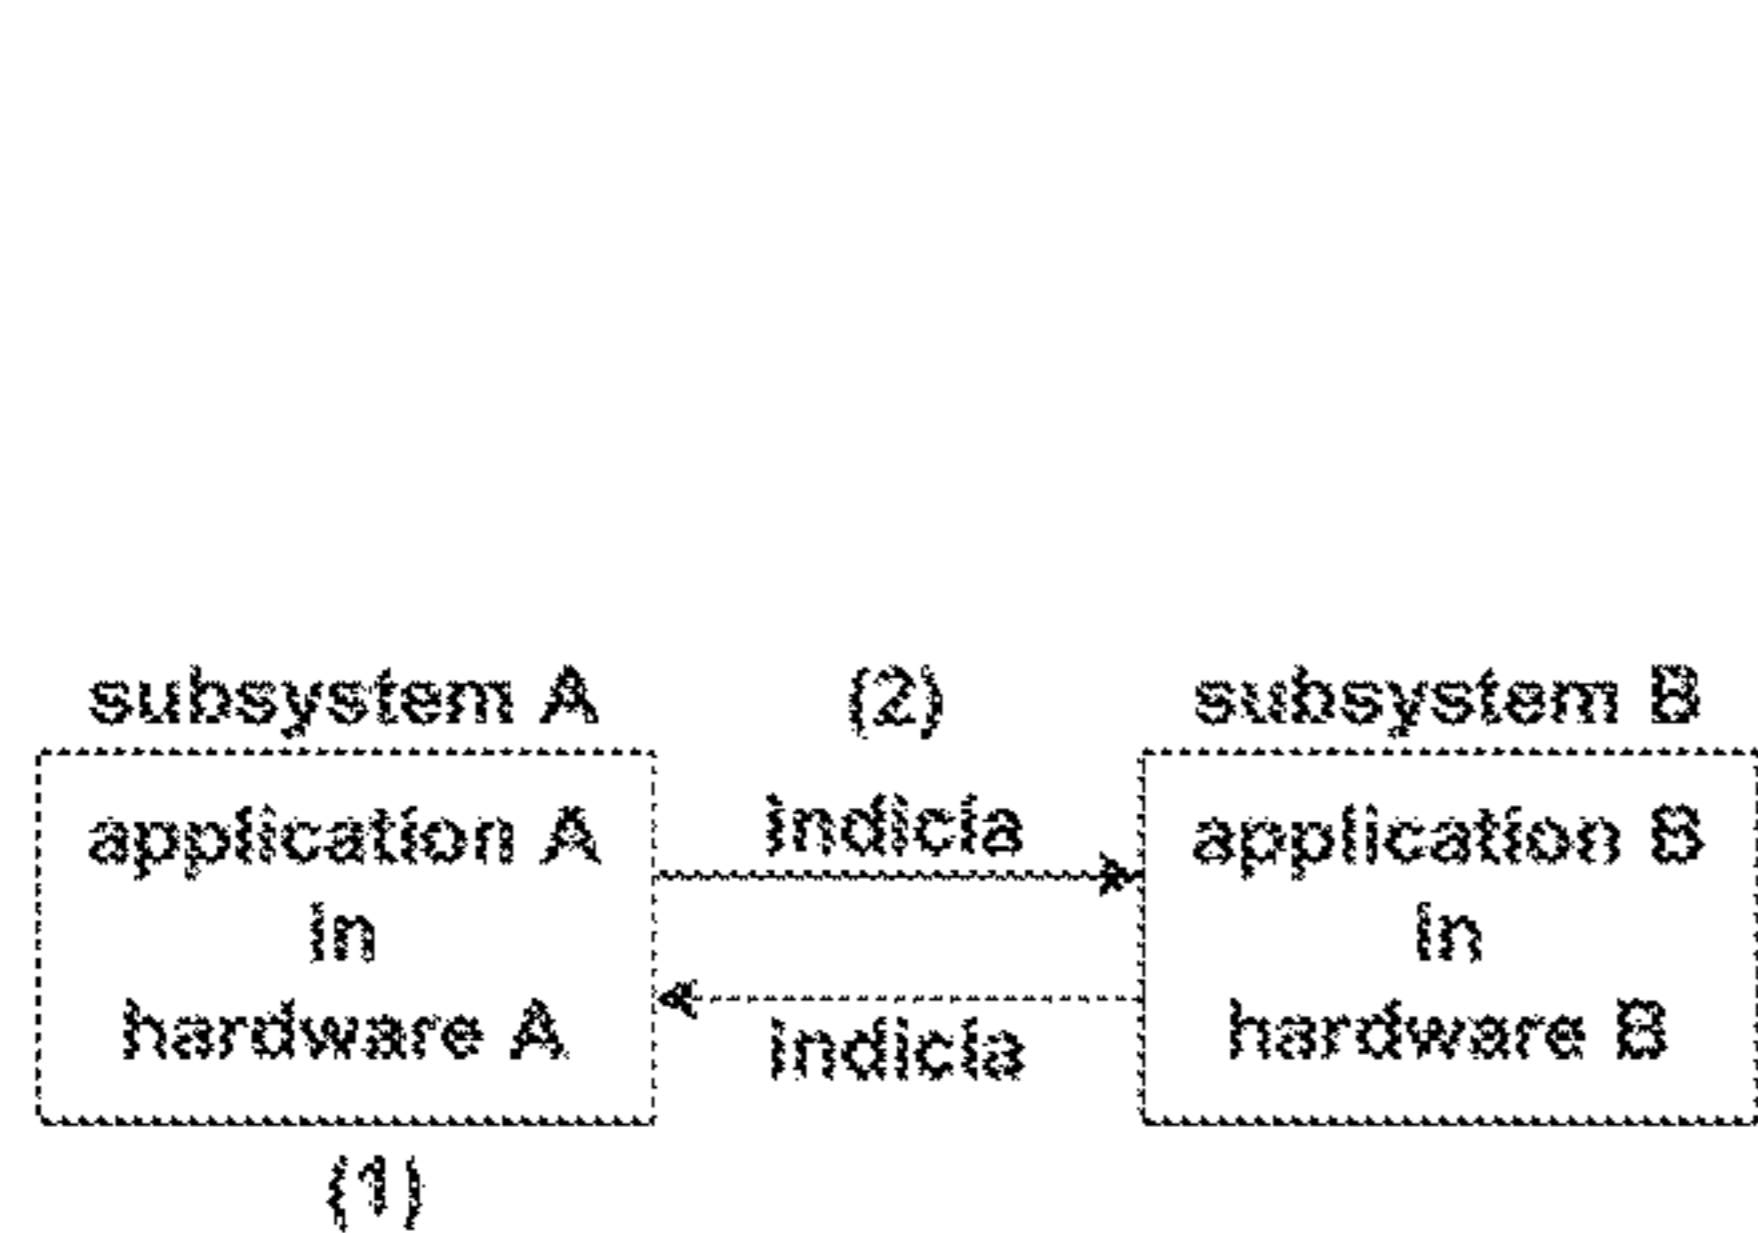 subsystem A
(2)
subsystem B
application A
in
hardware A
indicia
indicia
application B
in
hardware B
(1)